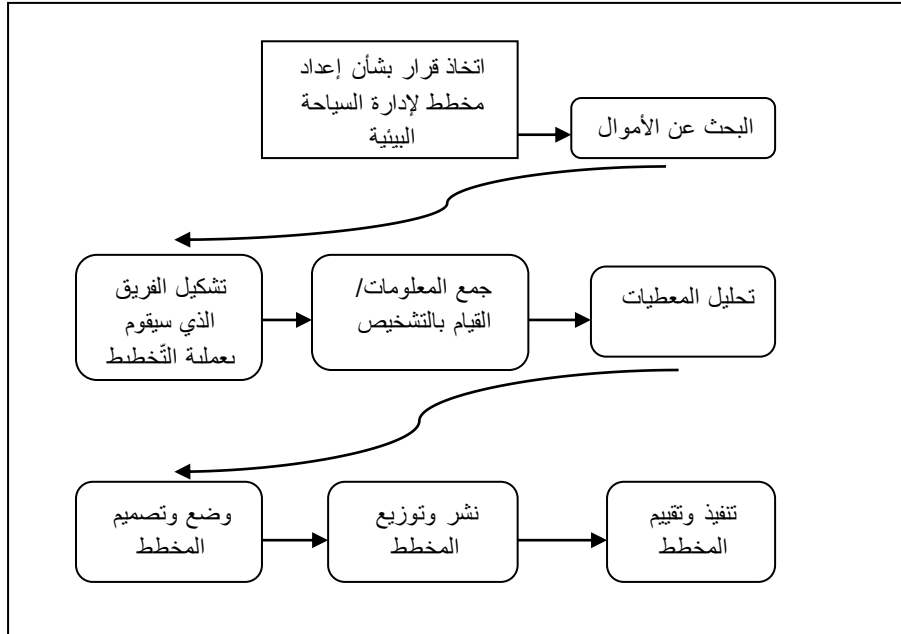 اتخاذ قرار بشأن إعداد
مخطط لإدارة السياحة
البيئية
البحث عن الأموال
تشكيل الفريق
الذي سيقوم
بعملية التّخطيط
جمع المعلومات/
القيام بالتشخيص
تحليل المعطيات
وضع وتصميم
المخطط
نشر وتوزيع
المخطط
تنفيذ وتقييم
المخطط